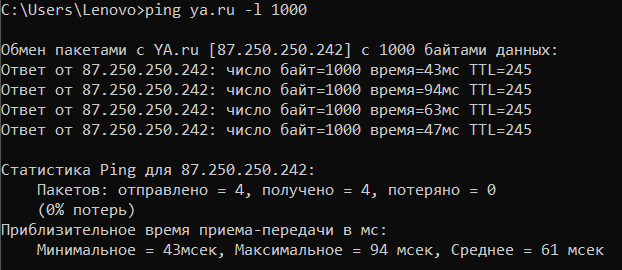 C:\Users\Lenovo>ping ya.ru -l 1000
Обмен пакетами с YA.ru [87.250.250.242] с 1000 байтами данных:
Ответ от 87.250.250.242: число байт=1000 время=43мс TTL=245
Ответ от 87.250.250.242: число байт=1000 время=94мс TTL=245
Ответ от 87.250.250.242: число байт=1000 время=63мс TTL=245
Ответ от 87.250.250.242: число байт=1000 время=47мс TTL=245
Статистика Ping для 87.250.250.242:
Пакетов: отправлено = 4, получено = 4, потеряно = 0
(0% потерь)
Приблизительное время приема-передачи в мс:
Минимальное = 43мсек, Максимальное = 94 мсек, Среднее = 61 мсек